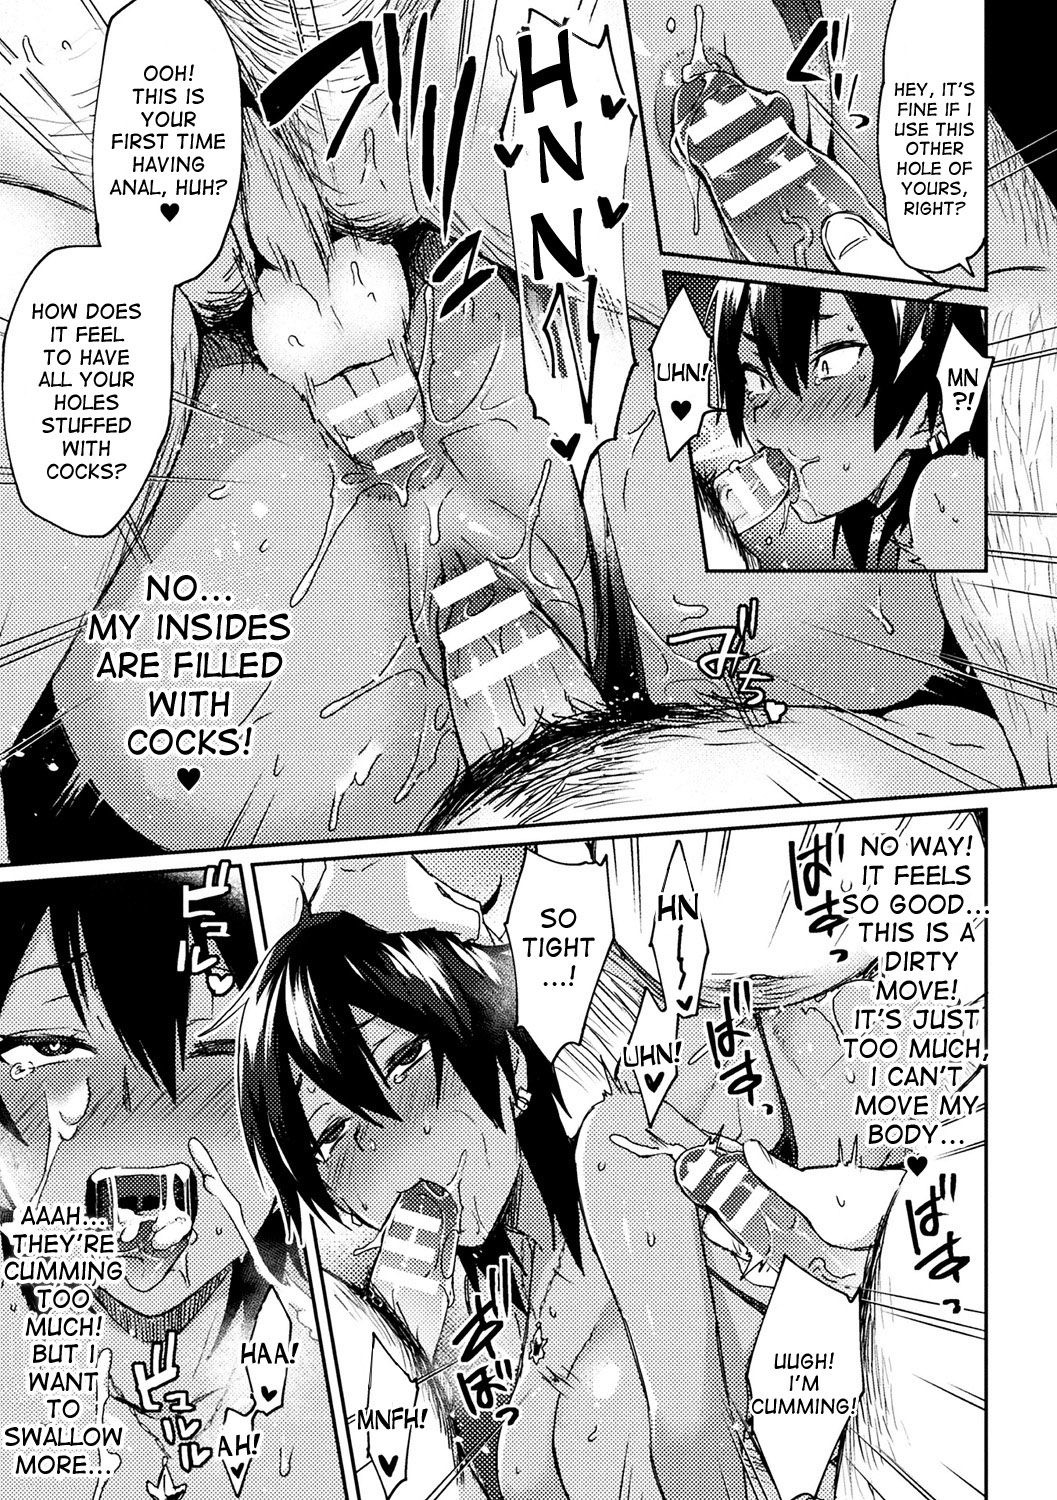 HEY, IT'S
FINE IF I
USE THIS
OTHER
HOLE OF
YOURS,
RIGHT?
MN
?!
UHN!
♥
HNN
OOH!
THIS IS
YOUR
FIRST TIME
HAVING
ANAL, HUH?
♥
HOW DOES
IT FEEL
TO HAVE
ALL YOUR
HOLES
STUFFED
WITH
COCKS?
NO...
MY INSIDES
ARE FILLED
WITH
COCKS!
♥
NO WAY!
IT FEELS
SO GOOD...
THIS IS A
DIRTY
MOVE!
IT'S JUST
TOO MUCH,
I CAN'T
MOVE MY
BODY...
♥
HN
UHN!
♥
SO
TIGHT
...!
UUGH!
I'M
CUMMING!
MNFH!
♥
HAA!
♥
AH!
♥
AAAH...
THEY'RE
CUMMING
TOO
MUCH!
BUT I
WANT
TO
SWALLOW
MORE...